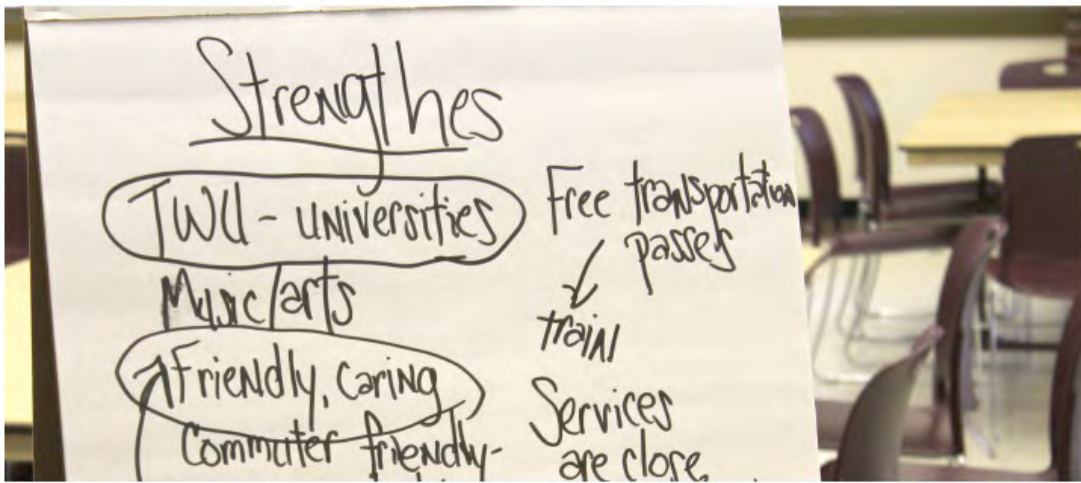 Strengthes
TWU - universities
Music/arts
Friendly, caring
Commuter friendly-
Free transportation
passes
train
Services
are close